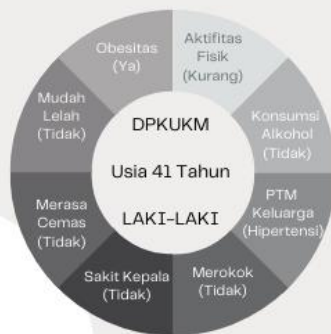 Obesitas
(Ya)
Aktifitas
Fisik
(Kurang)
Konsumsi
Alkohol
(Tidak)
PTM
Keluarga
(Hipertensi)
Merokok
(Tidak)
Sakit Kepala
(Tidak)
Merasa
Cemas
(Tidak)
Mudah
Lelah
(Tidak)
DPKUKM
Usia 41 Tahun
LAKI-LAKI